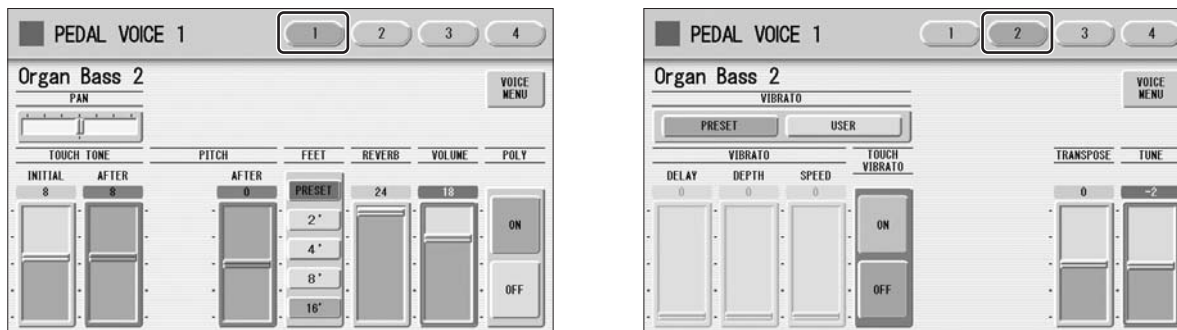 PEDAL VOICE 1 1 2 3 4
Organ Bass 2
VOICE
MENU
PAN
TOUCH TONE PITCH FEET REVERB VOLUME POLY
INITIAL AFTER AFTER
8 8 0 PRESET 24 18
2'
4'
8'
16'
ON
OFF
PEDAL VOICE 1 1 2 3 4
Organ Bass 2
VOICE
MENU
VIBRATO
PRESET USER
VIBRATO TOUCH
VIBRATO
TRANSPOSE TUNE
DELAY DEPTH SPEED
0 0 0 0 -2
ON
OFF